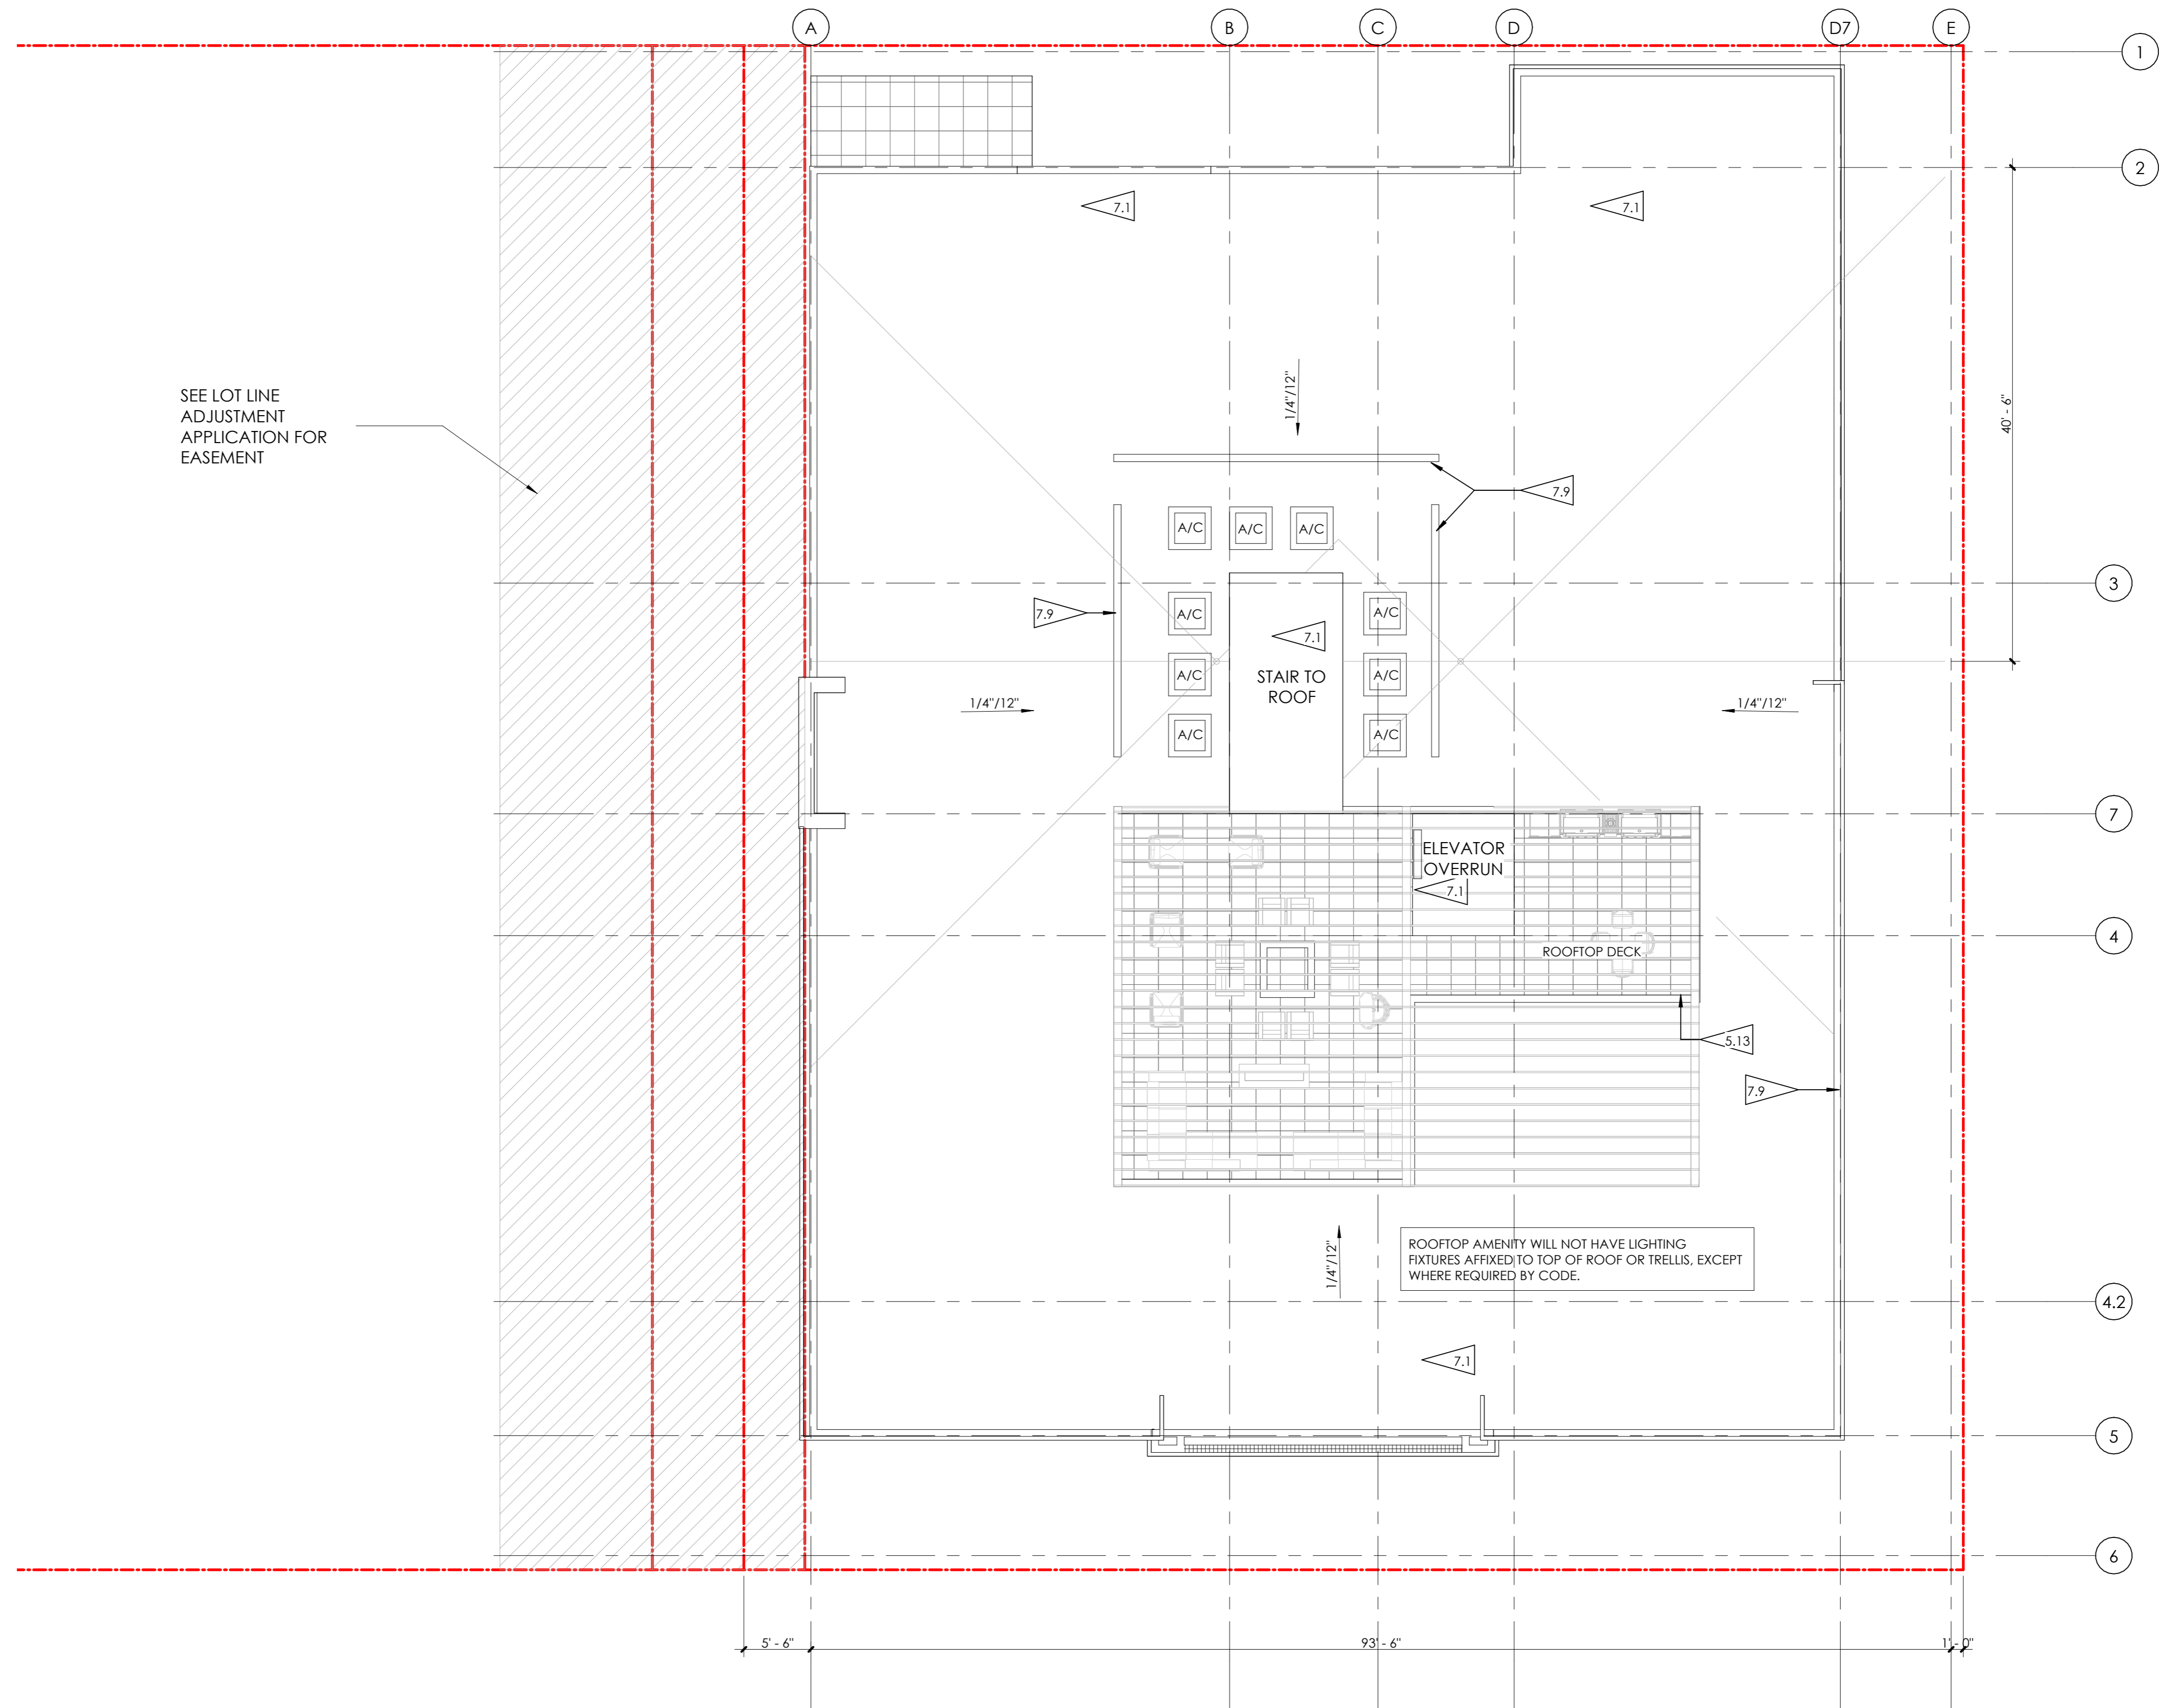 A
B
C
D
D7
E
1
2
7.1
7.1
40' - 6"
1/4"/12"
SEE LOT LINE
ADJUSTMENT
APPLICATION FOR
EASEMENT
7.9
A/C
A/C
A/C
3
7.9
A/C
A/C
7.1
STAIR TO
ROOF
A/C
A/C
1/4"/12"
1/4"/12"
A/C
A/C
7
ELEVATOR
OVERRUN
7.1
4
ROOFTOP DECK
5.13
7.9
1/4"/12"
ROOFTOP AMENITY WILL NOT HAVE LIGHTING
FIXTURES AFFIXED TO TOP OF ROOF OR TRELLIS, EXCEPT
WHERE REQUIRED BY CODE.
4.2
7.1
5
6
5' - 6"
93' - 6"
1' - 0"